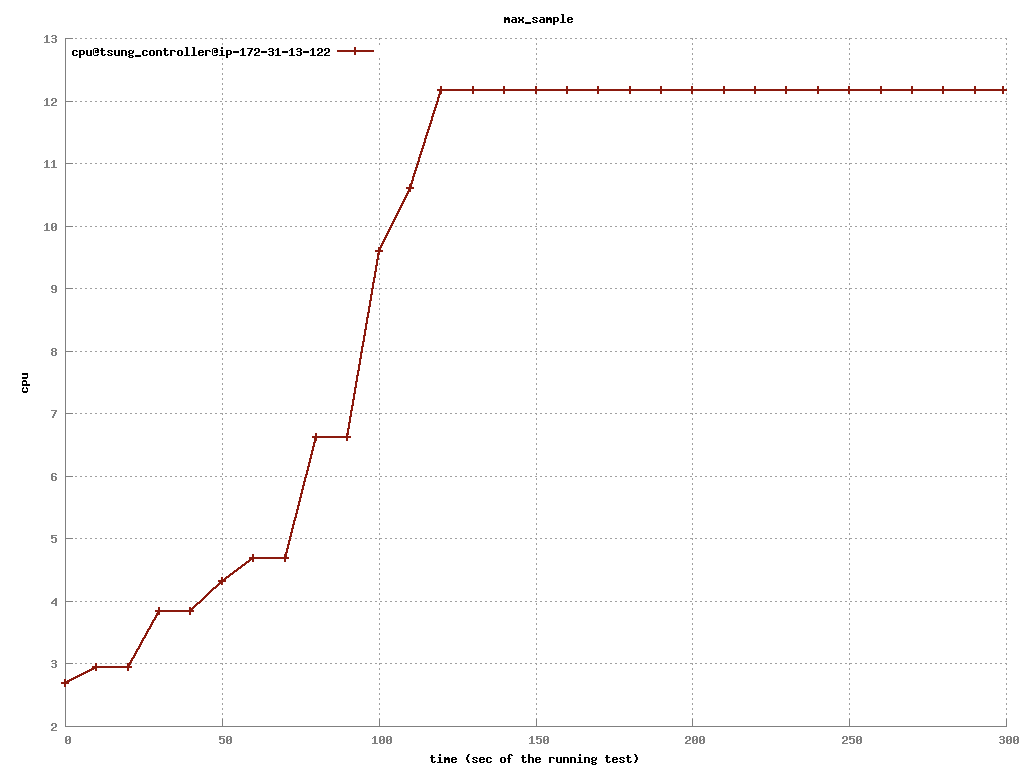 max_sample
13
cpu@tsung_controller@ip-172-31-13-122
12
11
10
9
8
cpu
7
6
5
4
3
2
0 50 100 150 200 250 300
time (sec of the running test)